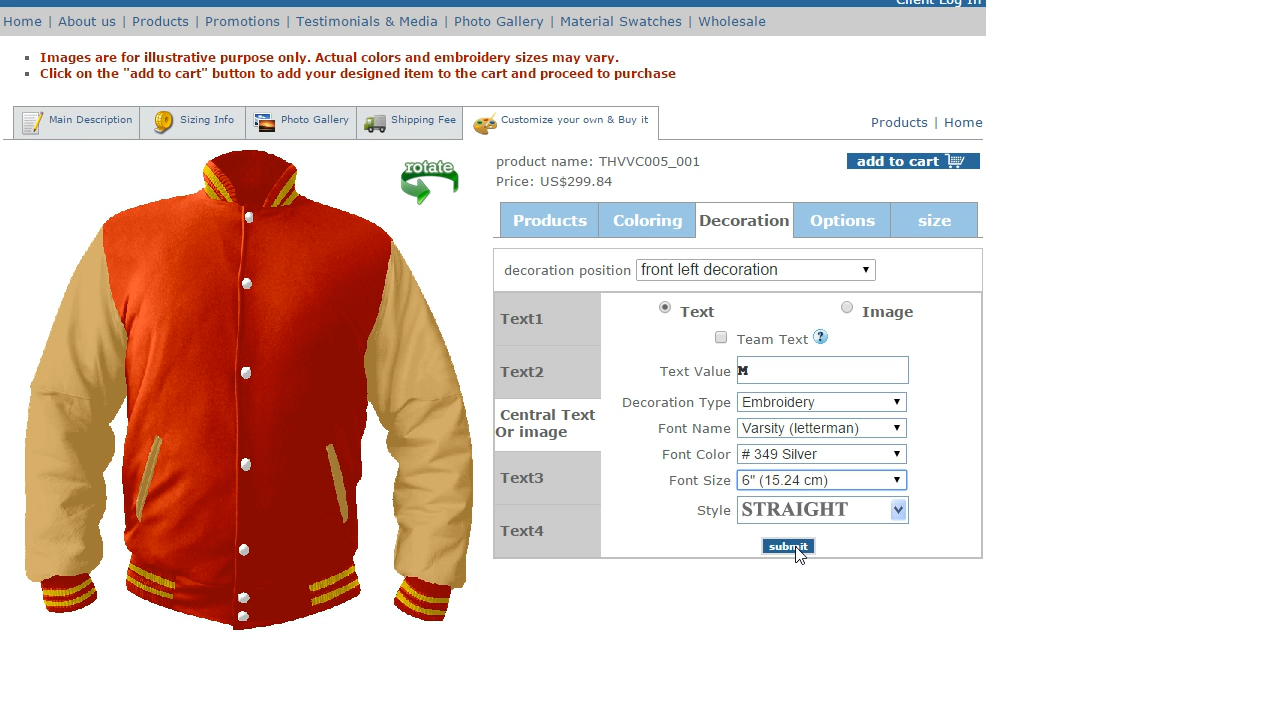 Client Log In
Home | About us | Products | Promotions | Testimonials & Media | Photo Gallery | Material Swatches | Wholesale
Images are for illustrative purpose only. Actual colors and embroidery sizes may vary.
Click on the "add to cart" button to add your designed item to the cart and proceed to purchase
Main Description Sizing Info Photo Gallery Shipping Fee Customize your own & Buy it
Products | Home
rotate
product name: THVVC005_001
add to cart
Price: US$299.84
Products Coloring Decoration Options size
decoration position front left decoration
Text1
Text Image
Team Text ?
Text2
Text Value M
Decoration Type Embroidery
Central Text
Or image
Font Name Varsity (letterman)
Font Color # 349 Silver
Text3
Font Size 6" (15.24 cm)
Style STRAIGHT
Text4
submit